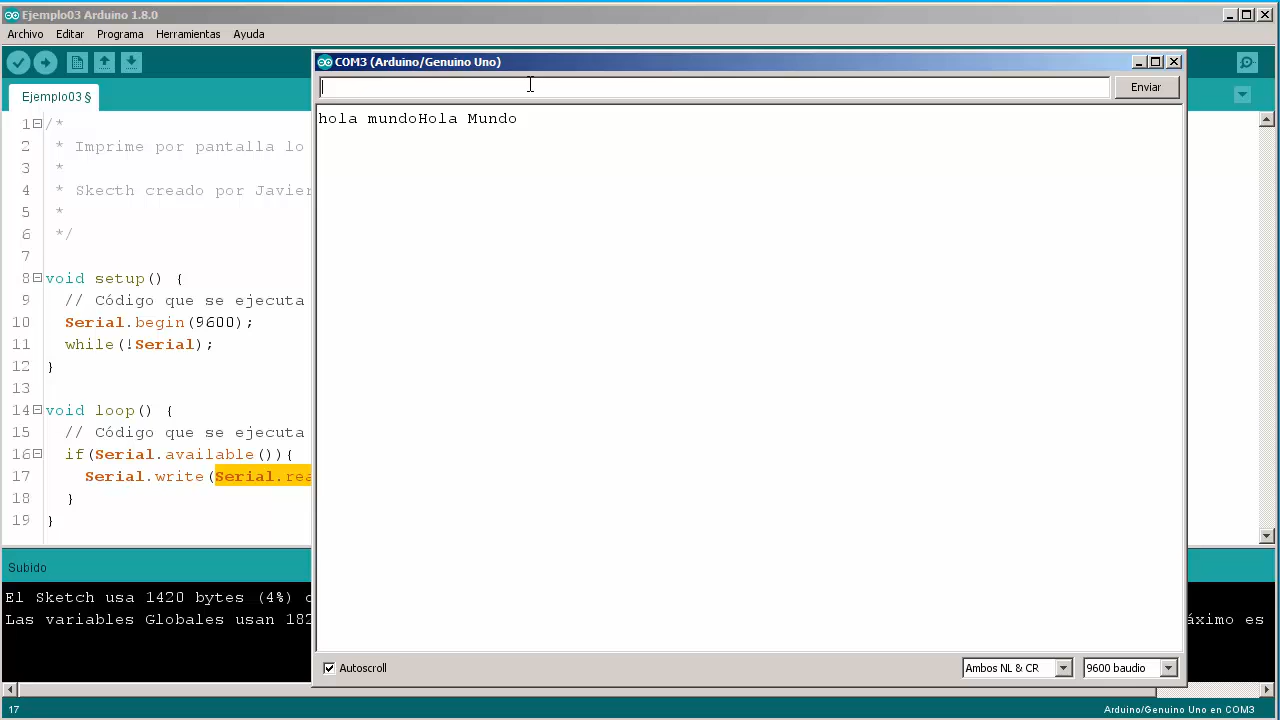 Ejemplo03 Arduino 1.8.0
Archivo Editar Programa Herramientas Ayuda
COM3 (Arduino/Genuino Uno)
Enviar
Ejemplo03 §
hola mundoHola Mundo
1 /*
2 * Imprime por pantalla lo
3 *
4 * Skecth creado por Javier
5 *
6 */
7
8 void setup() {
9 // Código que se ejecuta
10 Serial.begin(9600);
11 while(!Serial);
12 }
13
14 void loop() {
15 // Código que se ejecuta
16 if(Serial.available()){
17 Serial.write(Serial.rea
18 }
19 }
Autoscroll
Ambos NL & CR
9600 baudio
Subido
El Sketch usa 1420 bytes (4%)
Las variables Globales usan 182 áximo es
17
Arduino/Genuino Uno en COM3